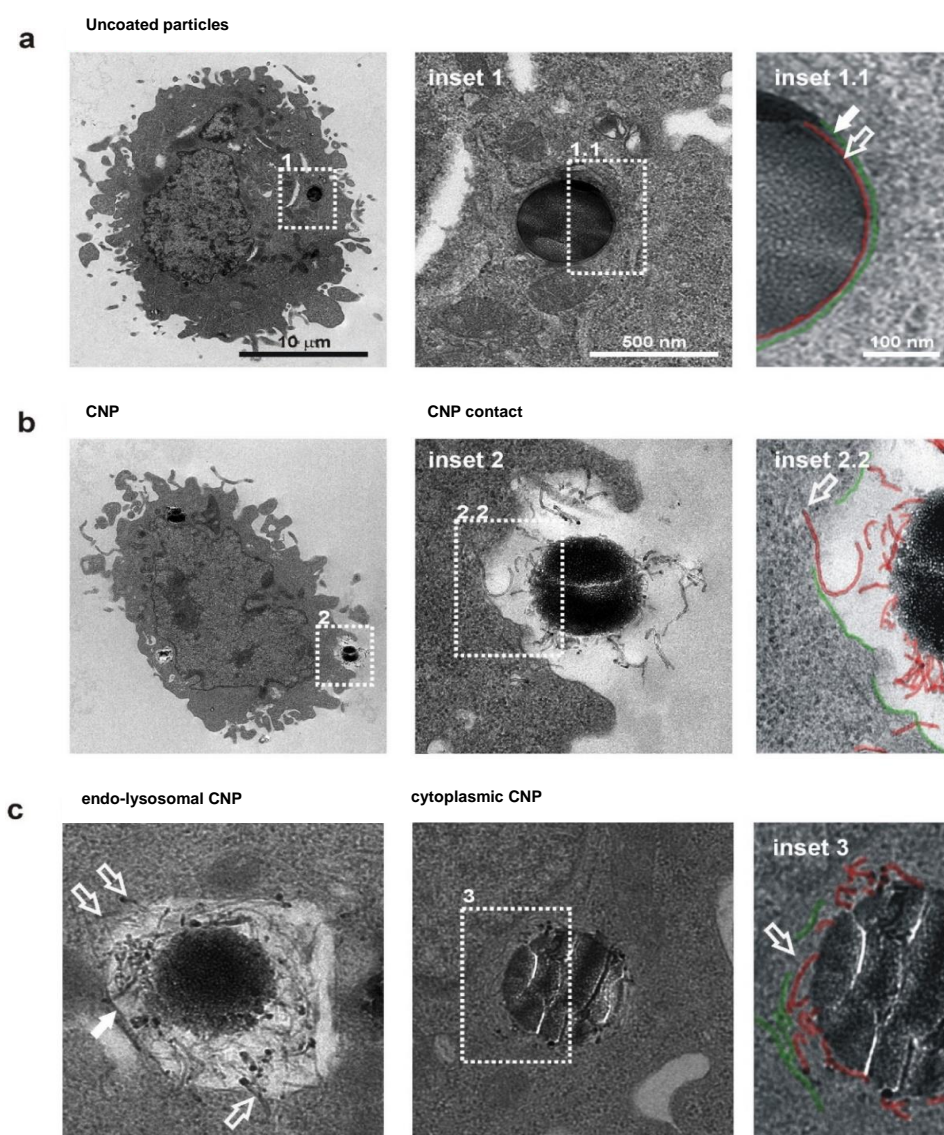 a
Uncoated particles
inset 1
inset 1.1
1
1.1
10 μm
500 nm
100 nm
b
CNP
CNP contact
inset 2
inset 2.2
2
2.2
c
endo-lysosomal CNP
cytoplasmic CNP
inset 3
3